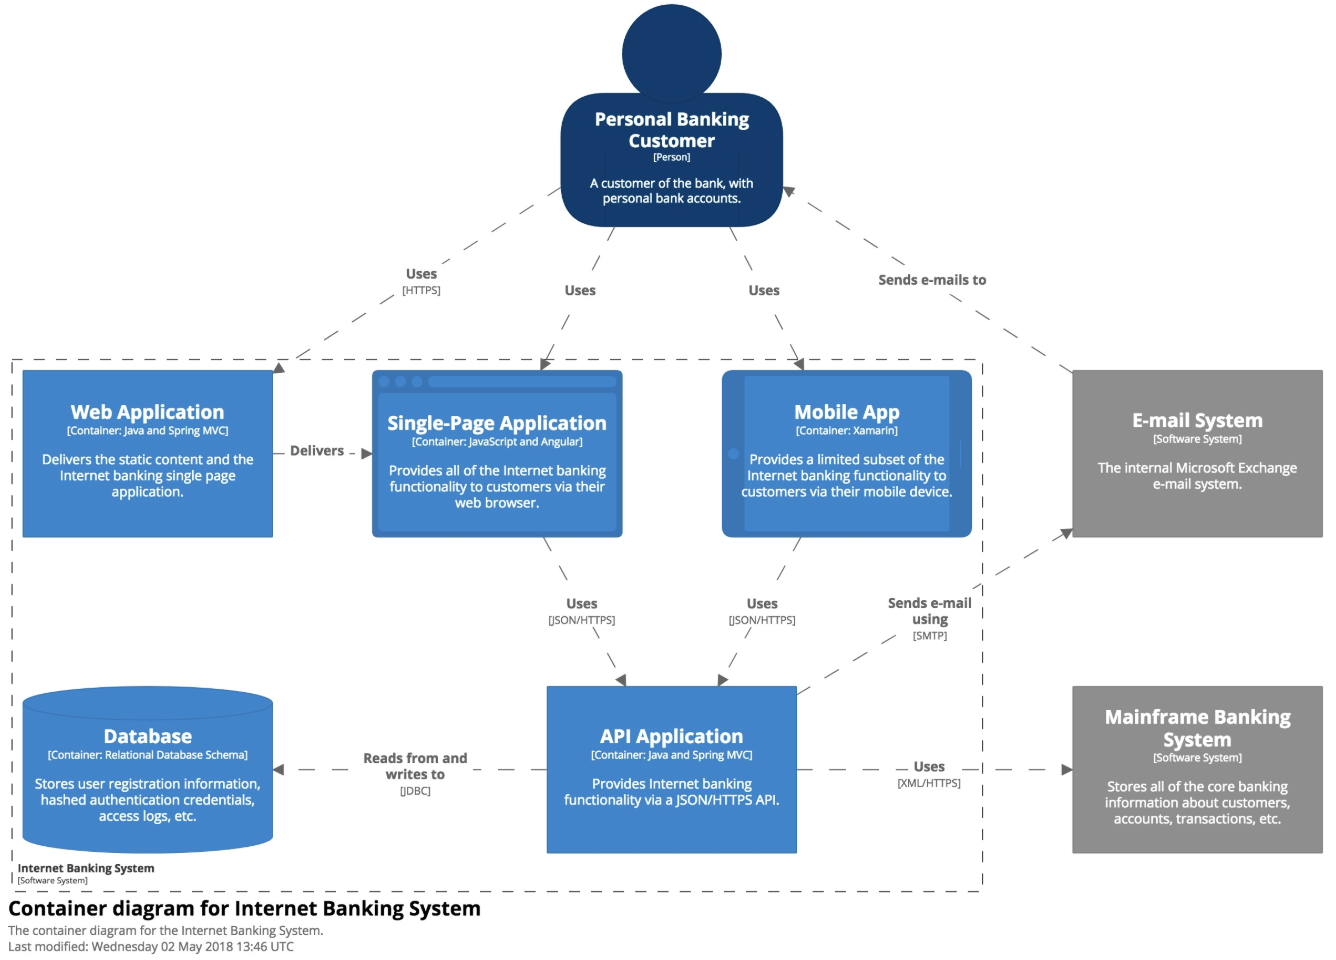 Personal Banking
Customer
[Person]
A customer of the bank, with
personal bank accounts.
Uses
[HTTPS]
Uses
Uses
Sends e-mails to
Web Application
[Container: Java and Spring MVC]
Delivers the static content and the
Internet banking single page
application.
Delivers
Single-Page Application
[Container: JavaScript and Angular]
Provides all of the Internet banking
functionality to customers via their
web browser.
Mobile App
[Container: Xamarin]
Provides a limited subset of the
Internet banking functionality to
customers via their mobile device.
E-mail System
[Software System]
The internal Microsoft Exchange
e-mail system.
Uses
[JSON/HTTPS]
Uses
[JSON/HTTPS]
Sends e-mail
using
[SMTP]
Database
[Container: Relational Database Schema]
Stores user registration information,
hashed authentication credentials,
access logs, etc.
Reads from and
writes to
[JDBC]
API Application
[Container: Java and Spring MVC]
Provides Internet banking
functionality via a JSON/HTTPS API.
Uses
[XML/HTTPS]
Mainframe Banking
System
[Software System]
Stores all of the core banking
information about customers,
accounts, transactions, etc.
Internet Banking System
[Software System]
Container diagram for Internet Banking System
The container diagram for the Internet Banking System.
Last modified: Wednesday 02 May 2018 13:46 UTC